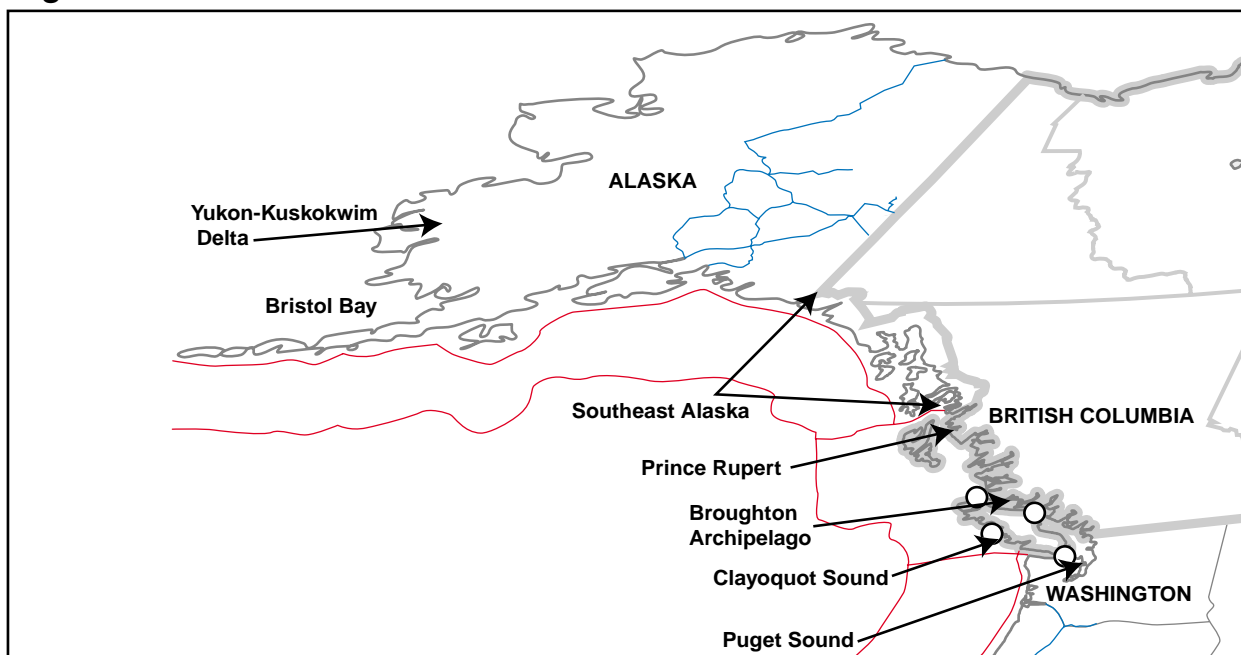 ALASKA
Yukon-Kuskokwim
Delta
Bristol Bay
Southeast Alaska
BRITISH COLUMBIA
Prince Rupert
Broughton
Archipelago
Clayoquot Sound
WASHINGTON
Puget Sound